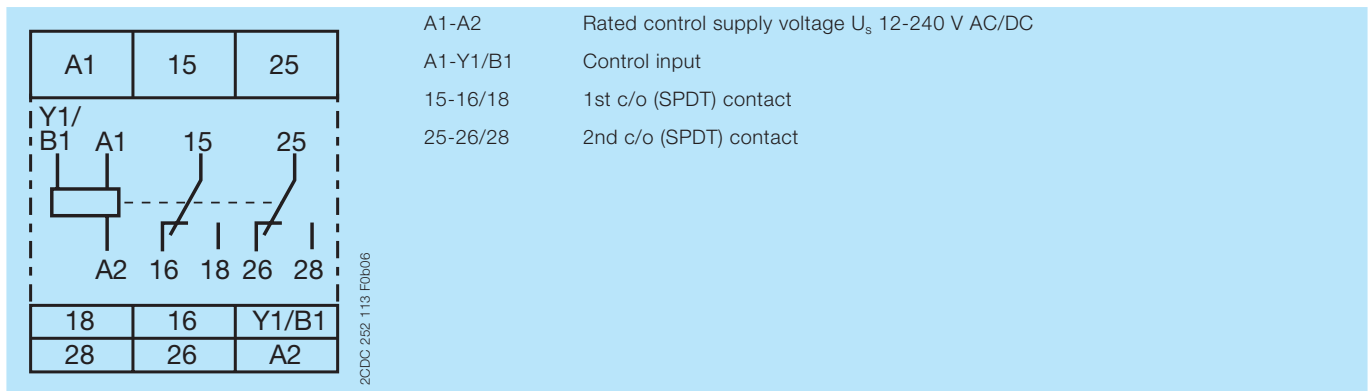 A1 15 25
Y1/
B1 A1 15 25
A2 16 18 26 28
18 16 Y1/B1
28 26 A2
2CDC 252 113 F0b06
A1-A2 Rated control supply voltage Us 12-240 V AC/DC
A1-Y1/B1 Control input
15-16/18 1st c/o (SPDT) contact
25-26/28 2nd c/o (SPDT) contact